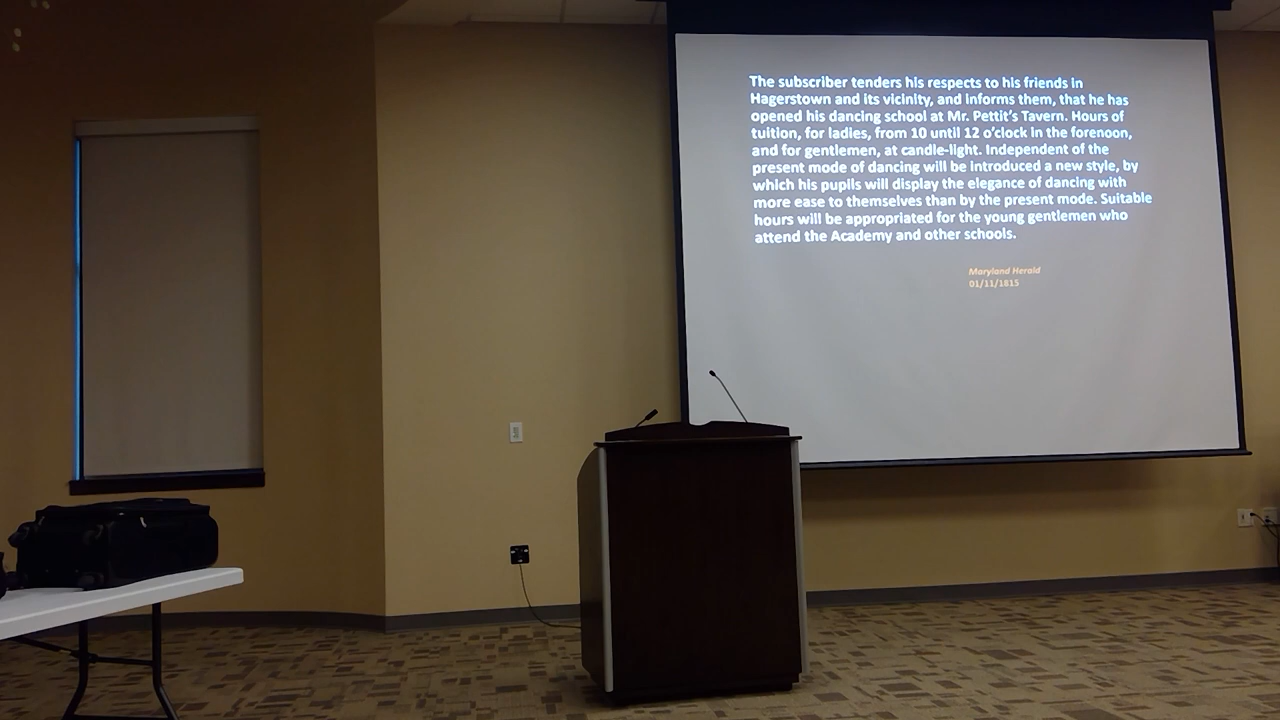 The subscriber tenders his respects to his friends in
Hagerstown and its vicinity, and informs them, that he has
opened his dancing school at Mr. Pettit's Tavern. Hours of
tuition, for ladies, from 10 until 12 o'clock in the forenoon,
and for gentlemen, at candle-light. Independent of the
present mode of dancing will be introduced a new style, by
which his pupils will display the elegance of dancing with
more ease to themselves than by the present mode. Suitable
hours will be appropriated for the young gentlemen who
attend the Academy and other schools.
Maryland Herald
01/11/1815